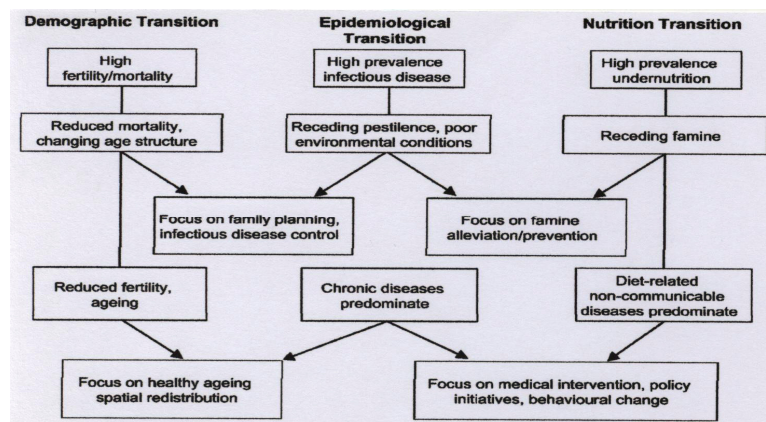 Demographic Transition
Epidemiological
Transition
Nutrition Transition
High
fertility/mortality
High prevalence
infectious disease
High prevalence
undernutrition
Reduced mortality,
changing age structure
Receding pestilence, poor
environmental conditions
Receding famine
Focus on family planning,
infectious disease control
Focus on famine
alleviation/prevention
Reduced fertility,
ageing
Chronic diseases
predominate
Diet-related
non-communicable
diseases predominate
Focus on healthy ageing
spatial redistribution
Focus on medical intervention, policy
initiatives, behavioural change